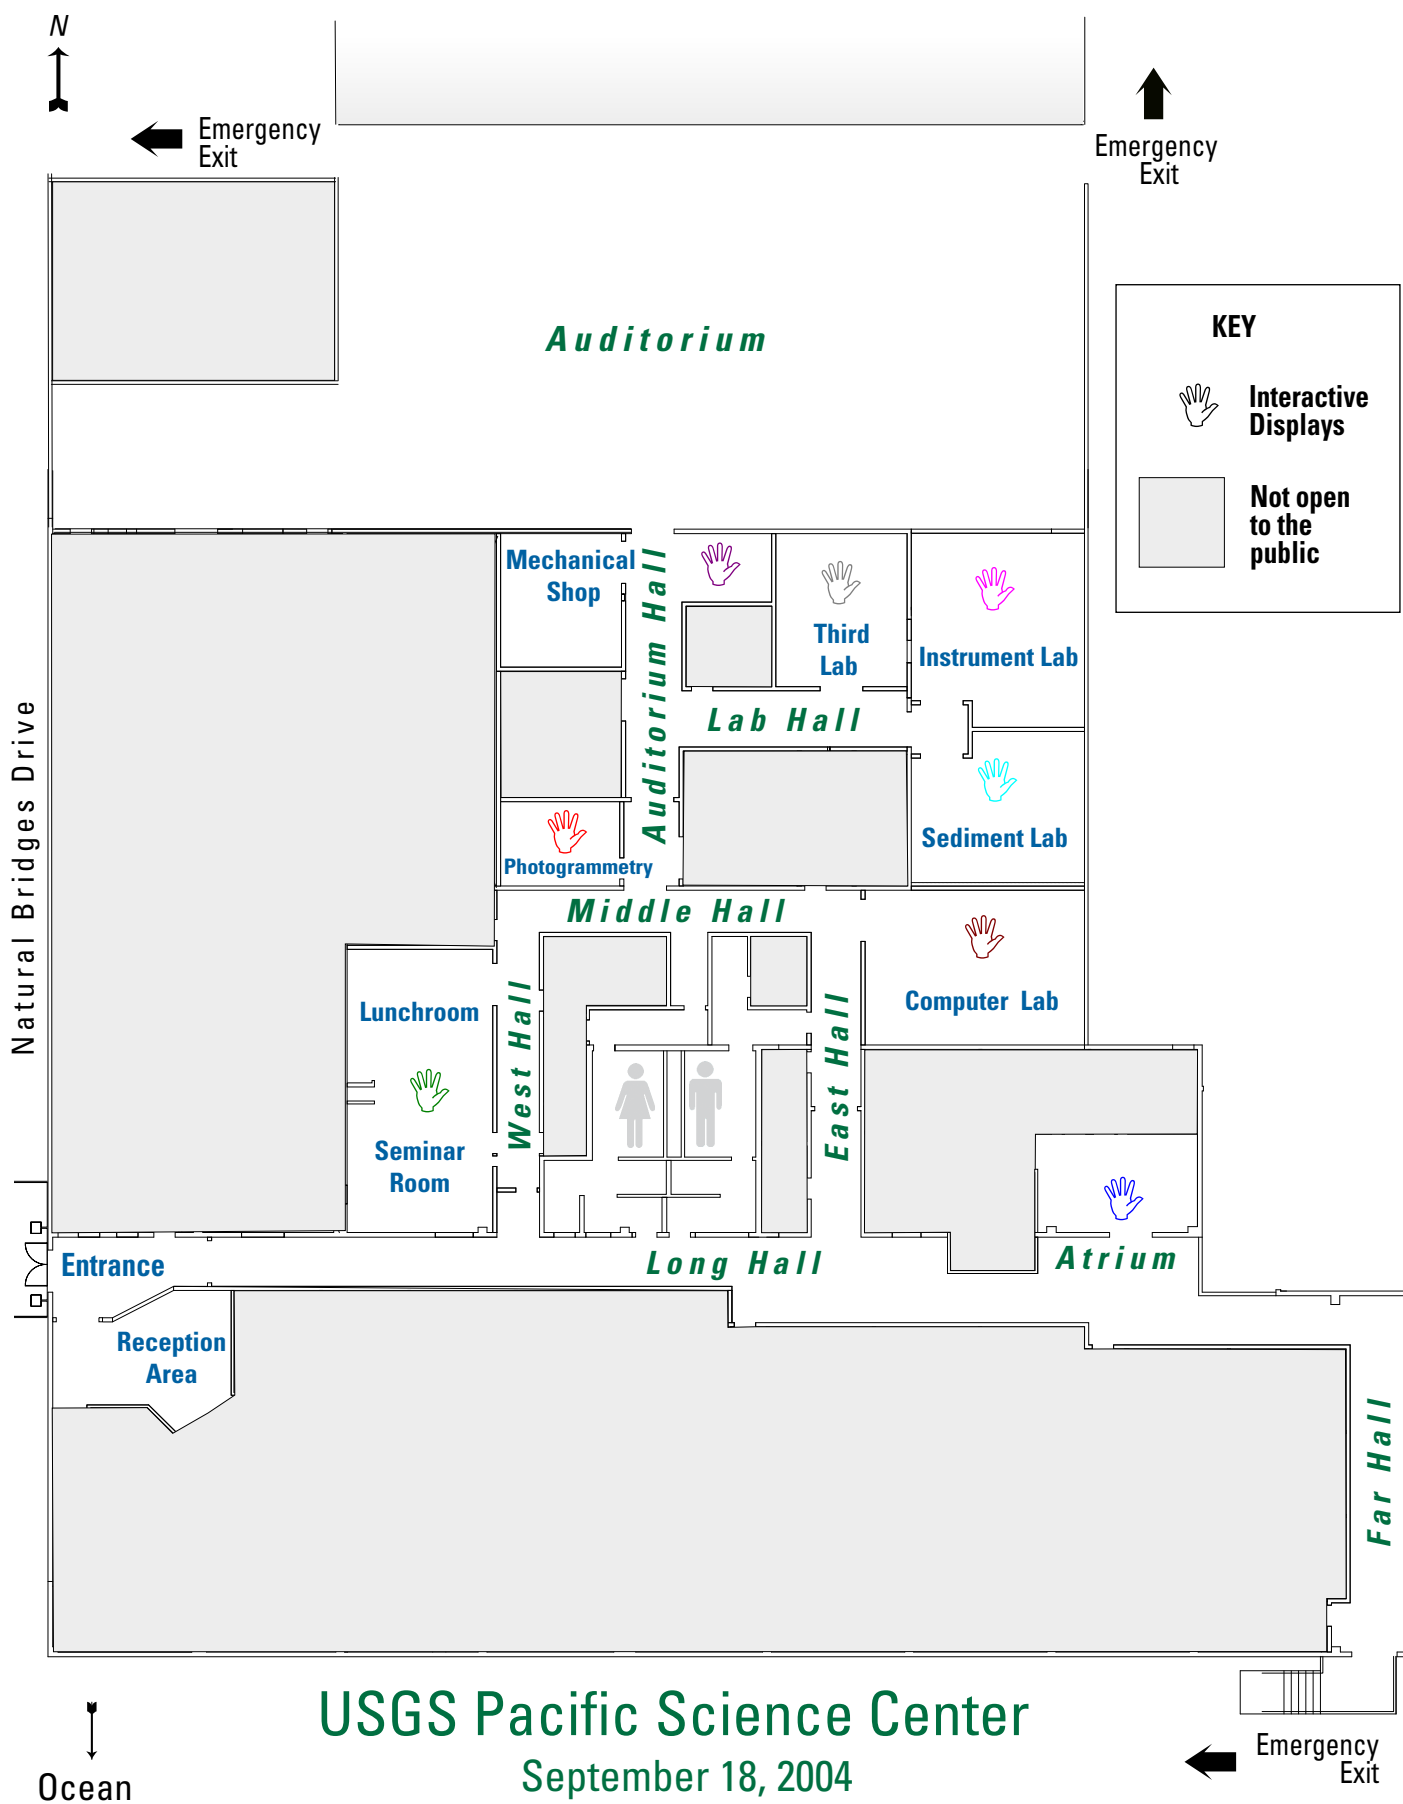 N
Emergency
Exit
Emergency
Exit
Auditorium
KEY
Interactive
Displays
Not open
to the
public
Mechanical
Shop
Auditorium Hall
Third
Lab
Instrument Lab
Lab Hall
Natural Bridges Drive
Sediment Lab
Photogrammetry
Middle Hall
Lunchroom
West Hall
East Hall
Computer Lab
Seminar
Room
Entrance
Long Hall
Atrium
Reception
Area
Far Hall
USGS Pacific Science Center
September 18, 2004
Ocean
Emergency
Exit